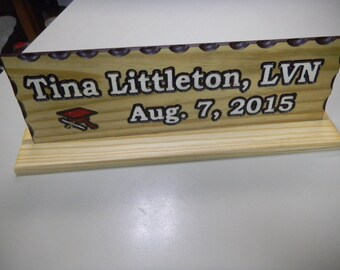 Tina Littleton, LVN
Aug. 7, 2015